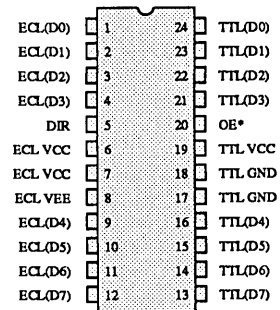 ECL(D0) 1 24 TTL(D0)
ECL(D1) 2 23 TTL(D1)
ECL(D2) 3 22 TTL(D2)
ECL(D3) 4 21 TTL(D3)
DIR 5 20 OE*
ECL VCC 6 19 TTL VCC
ECL VCC 7 18 TTL GND
ECL VEE 8 17 TTL GND
ECL(D4) 9 16 TTL(D4)
ECL(D5) 10 15 TTL(D5)
ECL(D6) 11 14 TTL(D6)
ECL(D7) 12 13 TTL(D7)